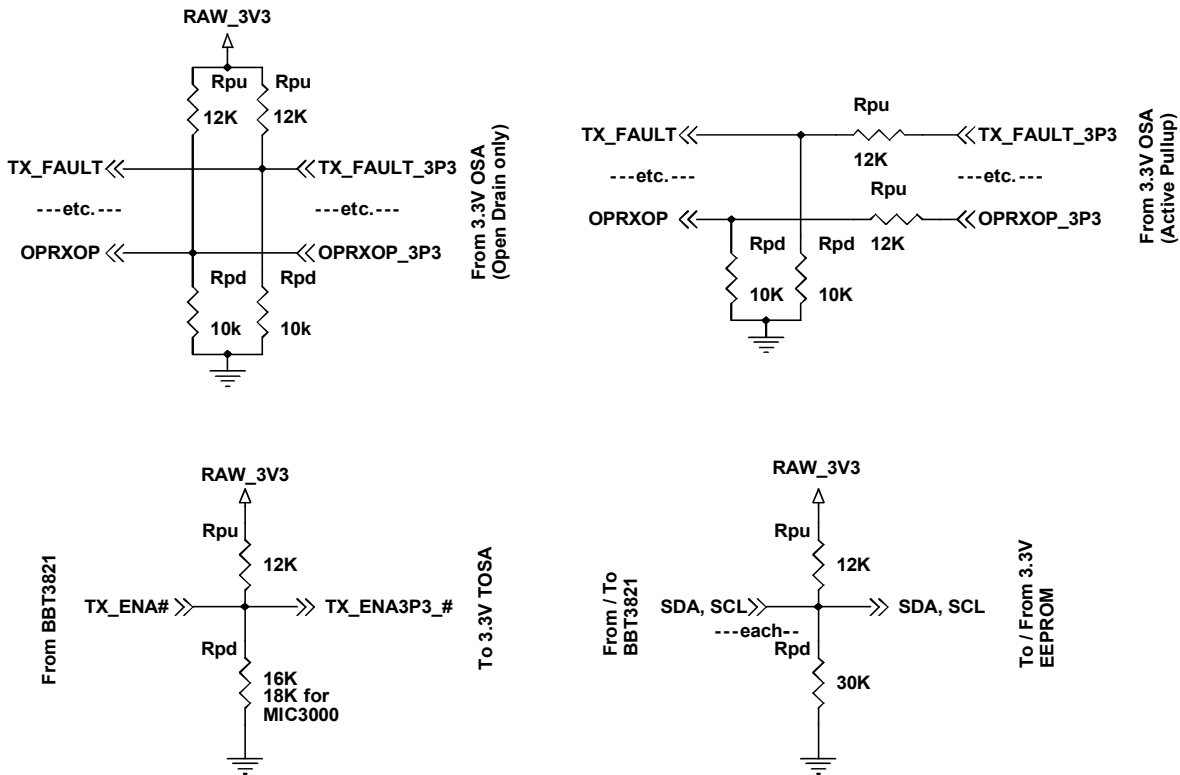 RAW_3V3
Rpu
Rpu
12K
12K
TX_FAULT
TX_FAULT_3P3
---etc.---
---etc.---
OPRXOP
OPRXOP_3P3
Rpd
Rpd
10k
10k
From 3.3V OSA
(Open Drain only)
Rpu
TX_FAULT
TX_FAULT_3P3
12K
---etc.---
Rpu
---etc.---
OPRXOP
OPRXOP_3P3
Rpd
Rpd
12K
10K
10K
From 3.3V OSA
(Active Pullup)
RAW_3V3
Rpu
12K
From BBT3821
TX_ENA#
TX_ENA3P3_#
Rpd
16K
18K for
MIC3000
To 3.3V TOSA
RAW_3V3
Rpu
12K
From / To
BBT3821
SDA, SCL
SDA, SCL
---each--
Rpd
30K
To / From 3.3V
EEPROM